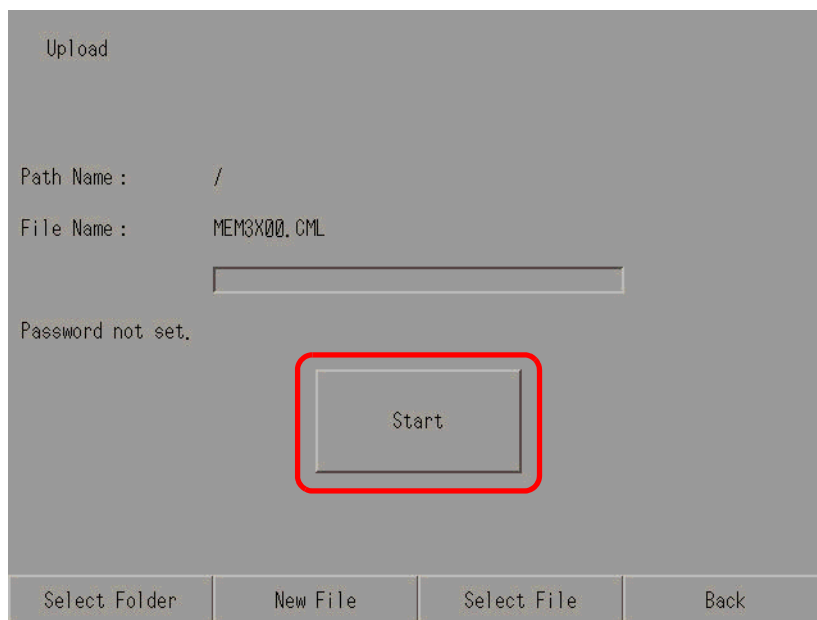 Upload
Path Name : /
File Name : MEM3X00.CML
Password not set.
Start
Select Folder New File Select File Back